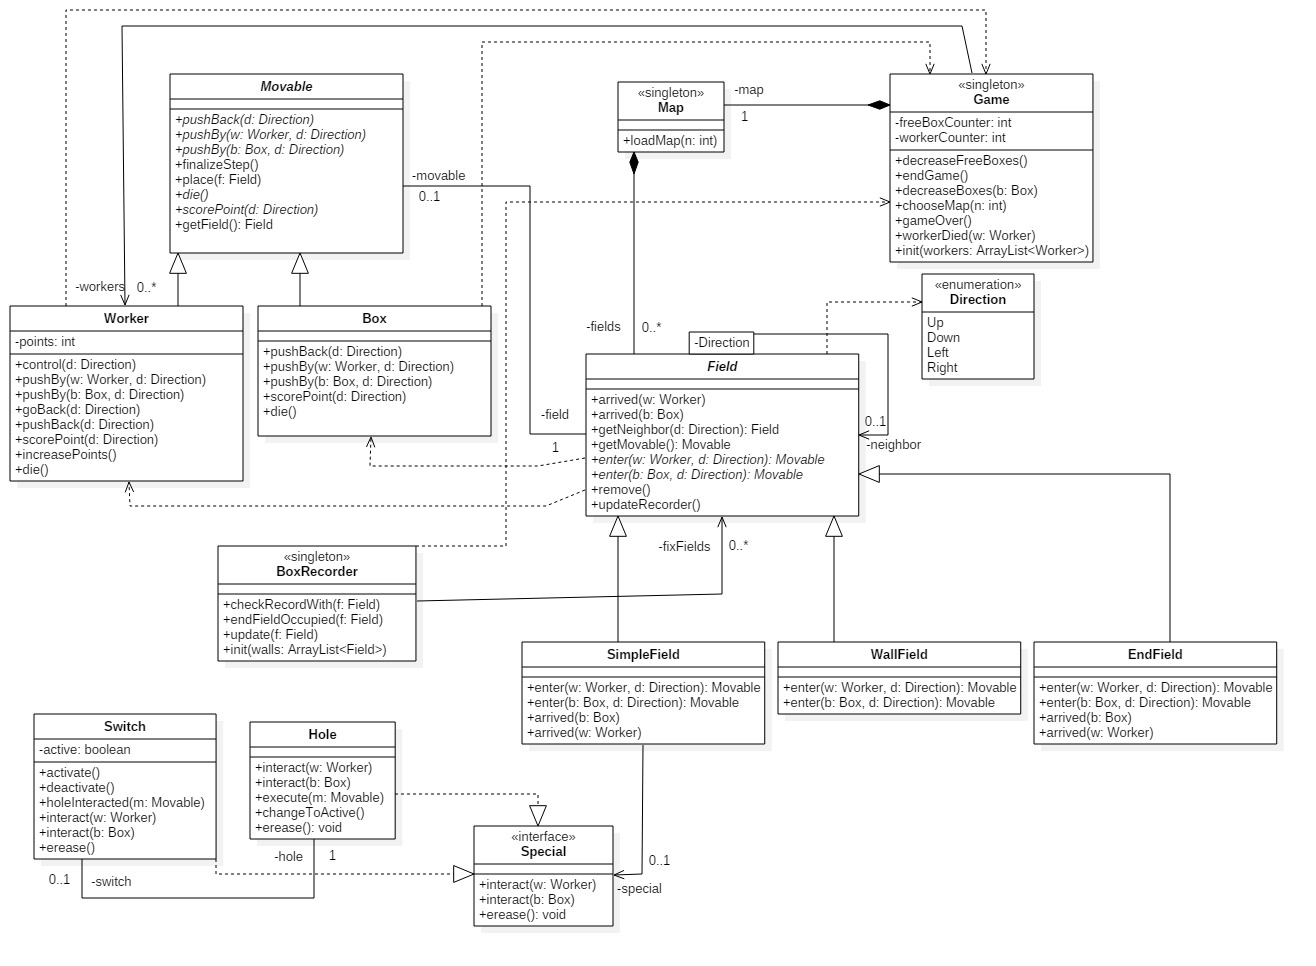 Movable
+pushBack(d: Direction)
+pushBy(w: Worker, d: Direction)
+pushBy(b: Box, d: Direction)
+finalizeStep()
+place(f: Field)
+die()
+scorePoint(d: Direction)
+getField(): Field
«singleton»
Map
+loadMap(n: int)
-map
1
«singleton»
Game
-freeBoxCounter: int
-workerCounter: int
+decreaseFreeBoxes()
+endGame()
+decreaseBoxes(b: Box)
+chooseMap(n: int)
+gameOver()
+workerDied(w: Worker)
+init(workers: ArrayList<Worker>)
-movable
0..1
-workers
0..*
«enumeration»
Direction
Up
Down
Left
Right
Worker
-points: int
+control(d: Direction)
+pushBy(w: Worker, d: Direction)
+pushBy(b: Box, d: Direction)
+goBack(d: Direction)
+pushBack(d: Direction)
+scorePoint(d: Direction)
+increasePoints()
+die()
Box
+pushBack(d: Direction)
+pushBy(w: Worker, d: Direction)
+pushBy(b: Box, d: Direction)
+scorePoint(d: Direction)
+die()
-fields
0..*
-Direction
Field
+arrived(w: Worker)
+arrived(b: Box)
+getNeighbor(d: Direction): Field
+getMovable(): Movable
+enter(w: Worker, d: Direction): Movable
+enter(b: Box, d: Direction): Movable
+remove()
+updateRecorder()
-field
1
0..1
-neighbor
-fixFields
0..*
«singleton»
BoxRecorder
+checkRecordWith(f: Field)
+endFieldOccupied(f: Field)
+update(f: Field)
+init(walls: ArrayList<Field>)
SimpleField
+enter(w: Worker, d: Direction): Movable
+enter(b: Box, d: Direction): Movable
+arrived(b: Box)
+arrived(w: Worker)
WallField
+enter(w: Worker, d: Direction): Movable
+enter(b: Box, d: Direction): Movable
EndField
+enter(w: Worker, d: Direction): Movable
+enter(b: Box, d: Direction): Movable
+arrived(b: Box)
+arrived(w: Worker)
Switch
-active: boolean
+activate()
+deactivate()
+holeInteracted(m: Movable)
+interact(w: Worker)
+interact(b: Box)
+erease()
Hole
+interact(w: Worker)
+interact(b: Box)
+execute(m: Movable)
+changeToActive()
+erease(): void
-hole
1
0..1
-switch
«interface»
Special
+interact(w: Worker)
+interact(b: Box)
+erease(): void
0..1
-special